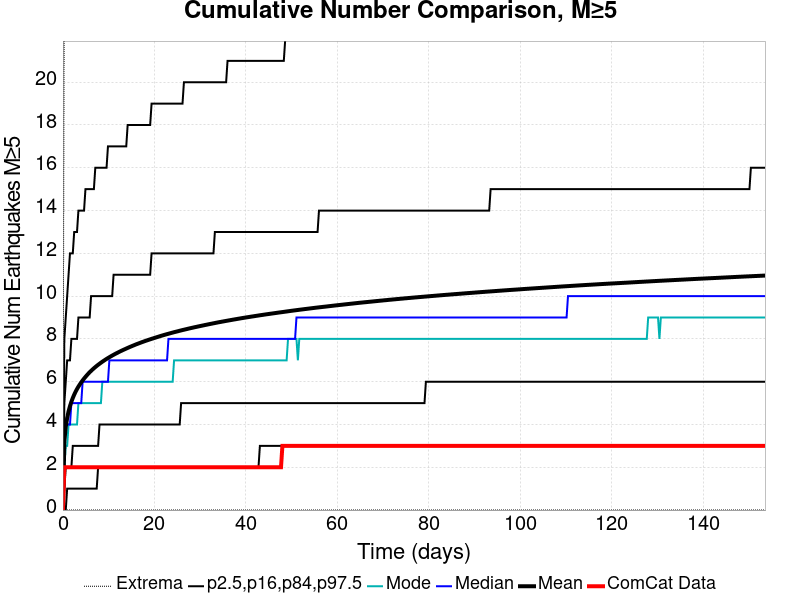 Cumulative Number Comparison, M≥5
Cumulative Num Earthquakes M≥5
20
18
16
14
12
10
8
6
4
2
0
0 20 40 60 80 100 120 140
Time (days)
Extrema p2.5,p16,p84,p97.5 Mode Median Mean ComCat Data